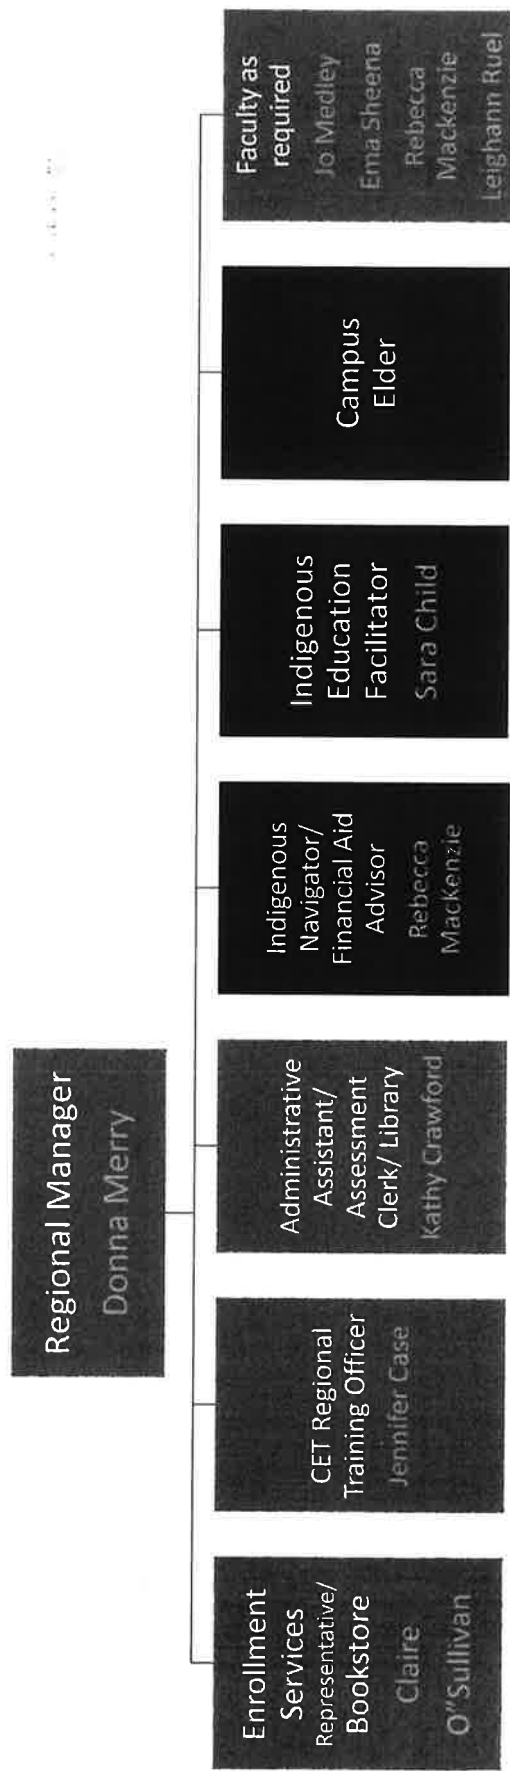 Regional Manager
Donna Merry
Enrollment
Services
Representative/
Bookstore
Claire
O"Sullivan
CET Regional
Training Officer
Jennifer Case
Administrative
Assistant/
Assessment
Clerk/ Library
Kathy Crawford
Indigenous
Navigator/
Financial Aid
Advisor
Rebecca
MacKenzie
Indigenous
Education
Facilitator
Sara Child
Campus
Elder
Faculty as
required
Jo Medley
Ema Sheena
Rebecca
Mackenzie
Leighann Ruel